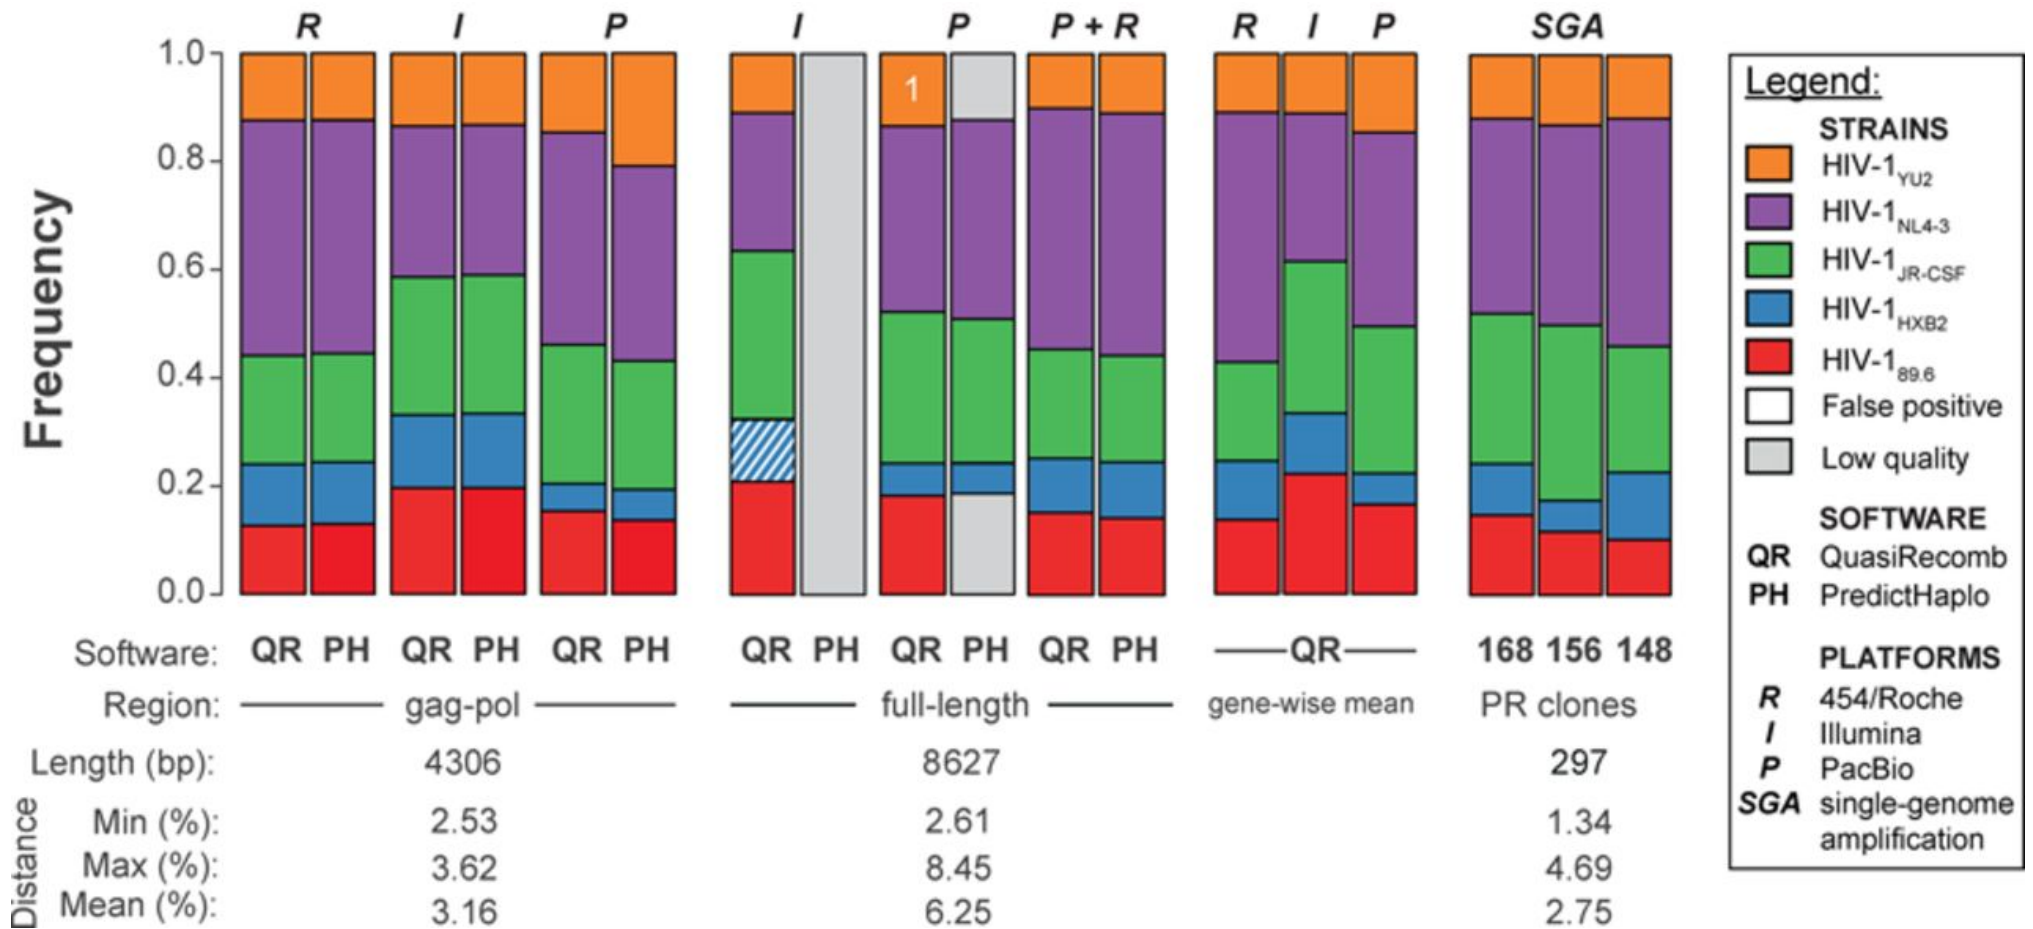 R I P I P P + R R I P SGA
Frequency
1.0
0.8
0.6
0.4
0.2
0.0
1
Software: QR PH QR PH QR PH QR PH QR PH QR PH QR 168 156 148
Region: gag-pol full-length gene-wise mean PR clones
Length (bp): 4306 8627 297
Distance
Min (%): 2.53 2.61 1.34
Max (%): 3.62 8.45 4.69
Mean (%): 3.16 6.25 2.75
Legend:
STRAINS
HIV-1YU2
HIV-1NL4-3
HIV-1JR-CSF
HIV-1HXB2
HIV-189.6
False positive
Low quality
SOFTWARE
QR QuasiRecomb
PH PredictHaplo
PLATFORMS
R 454/Roche
I Illumina
P PacBio
SGA single-genome
amplification